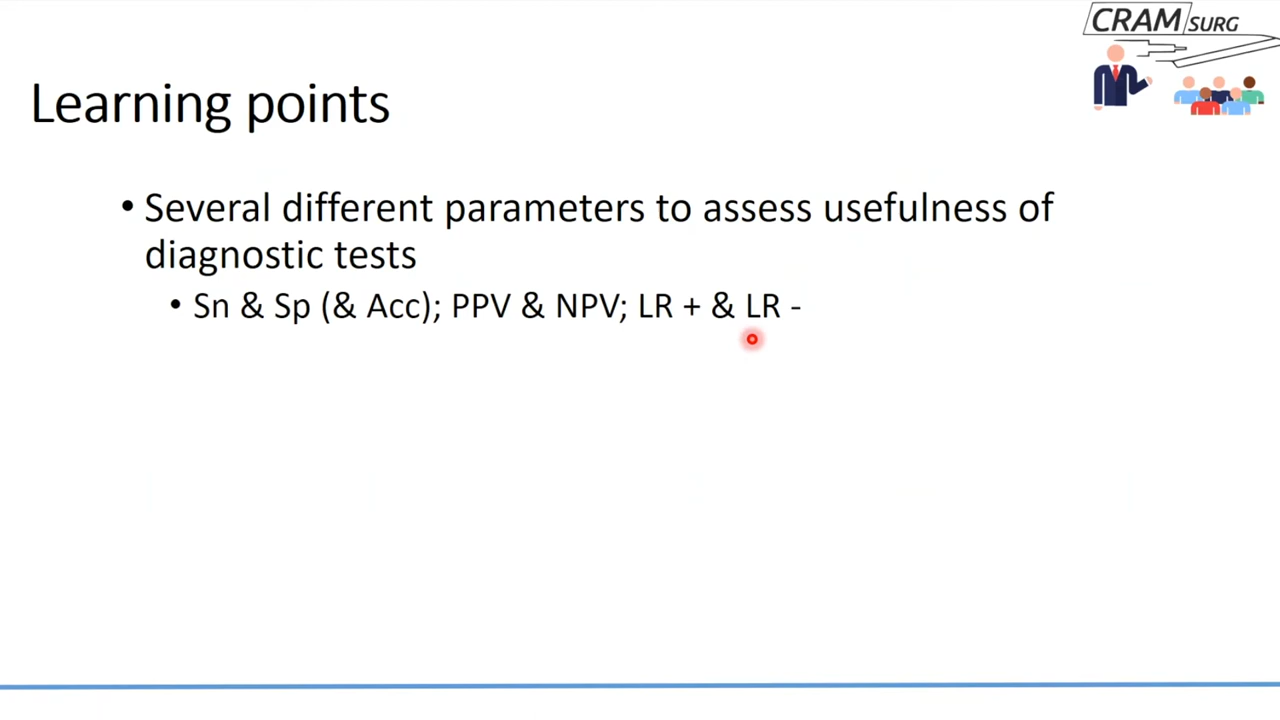 CRAM SURG
Learning points
• Several different parameters to assess usefulness of
diagnostic tests
• Sn & Sp (& Acc); PPV & NPV; LR + & LR -